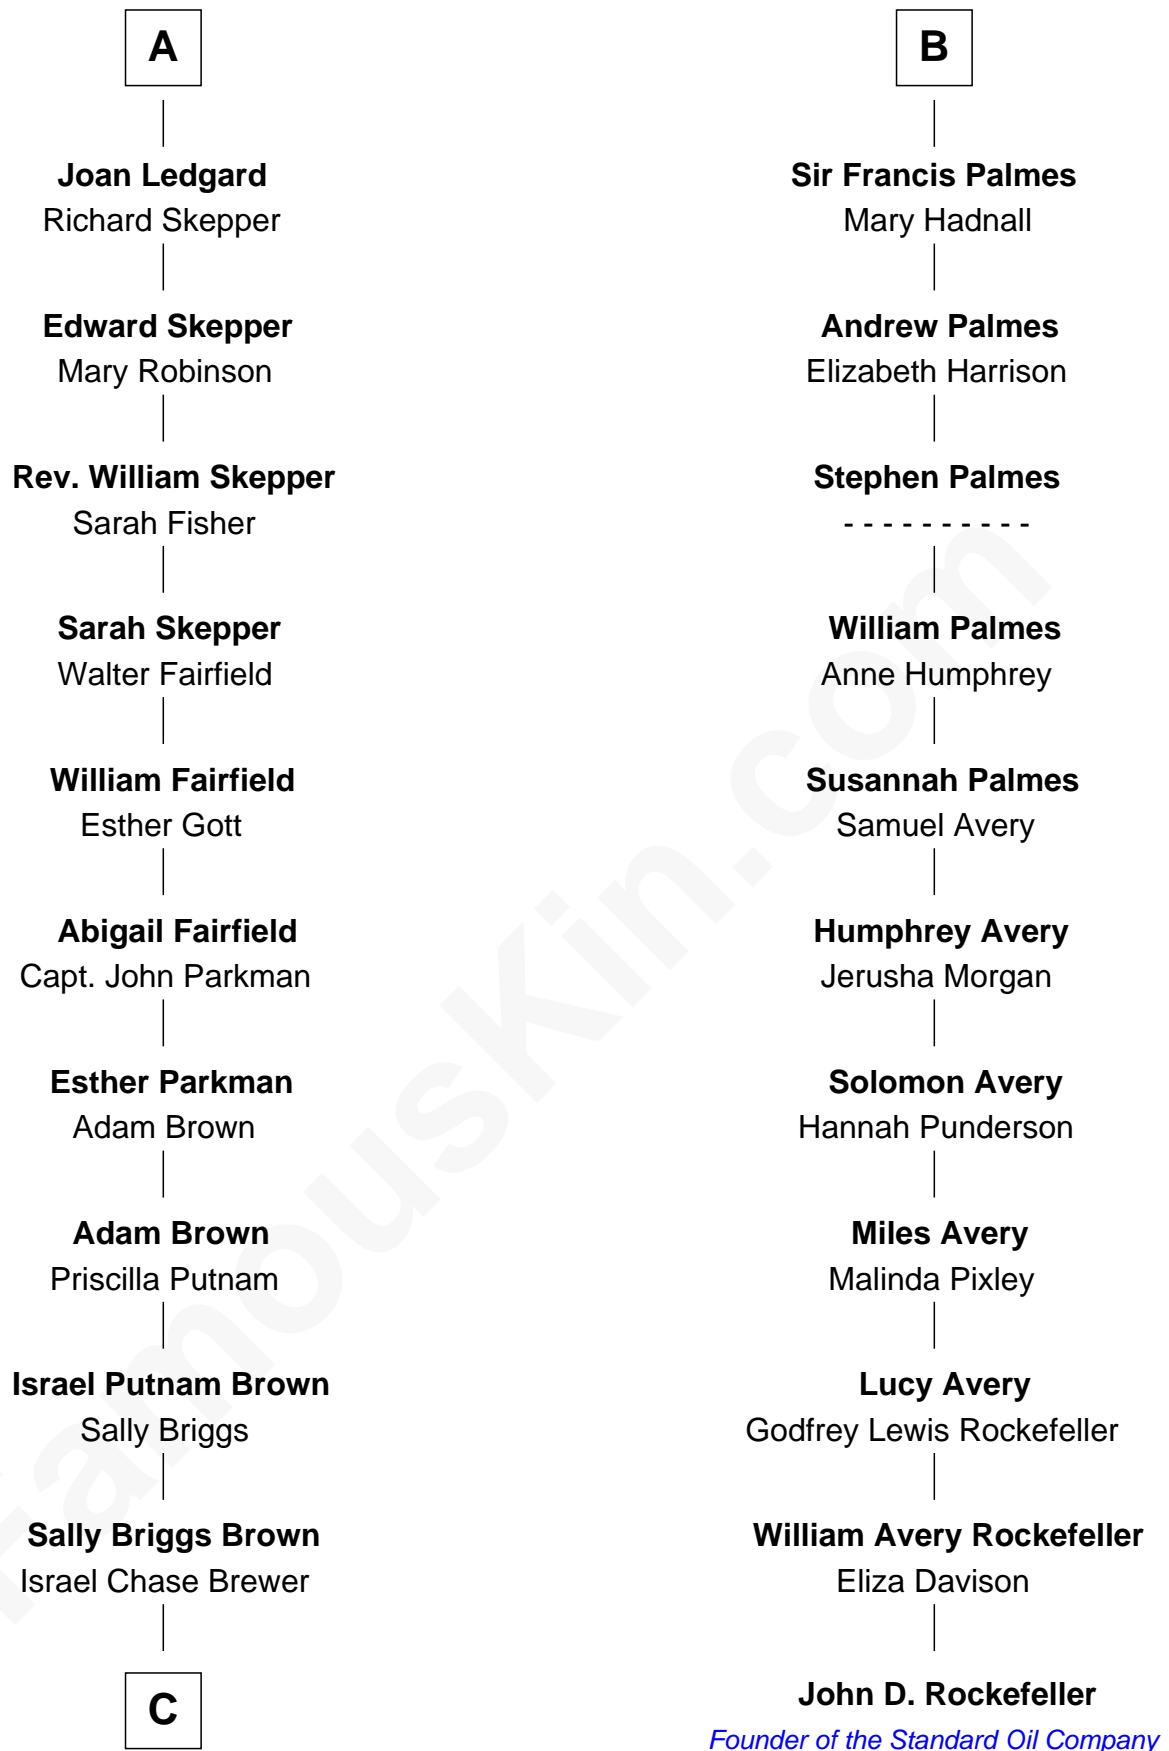 A
Joan Ledgard
Richard Skepper
Edward Skepper
Mary Robinson
Rev. William Skepper
Sarah Fisher
Sarah Skepper
Walter Fairfield
William Fairfield
Esther Gott
Abigail Fairfield
Capt. John Parkman
Esther Parkman
Adam Brown
Adam Brown
Priscilla Putnam
Israel Putnam Brown
Sally Briggs
Sally Briggs Brown
Israel Chase Brewer
C
B
Sir Francis Palmes
Mary Hadnall
Andrew Palmes
Elizabeth Harrison
Stephen Palmes
- - - - - - - - - -
William Palmes
Anne Humphrey
Susannah Palmes
Samuel Avery
Humphrey Avery
Jerusha Morgan
Solomon Avery
Hannah Punderson
Miles Avery
Malinda Pixley
Lucy Avery
Godfrey Lewis Rockefeller
William Avery Rockefeller
Eliza Davison
John D. Rockefeller
Founder of the Standard Oil Company
FamousKin.com